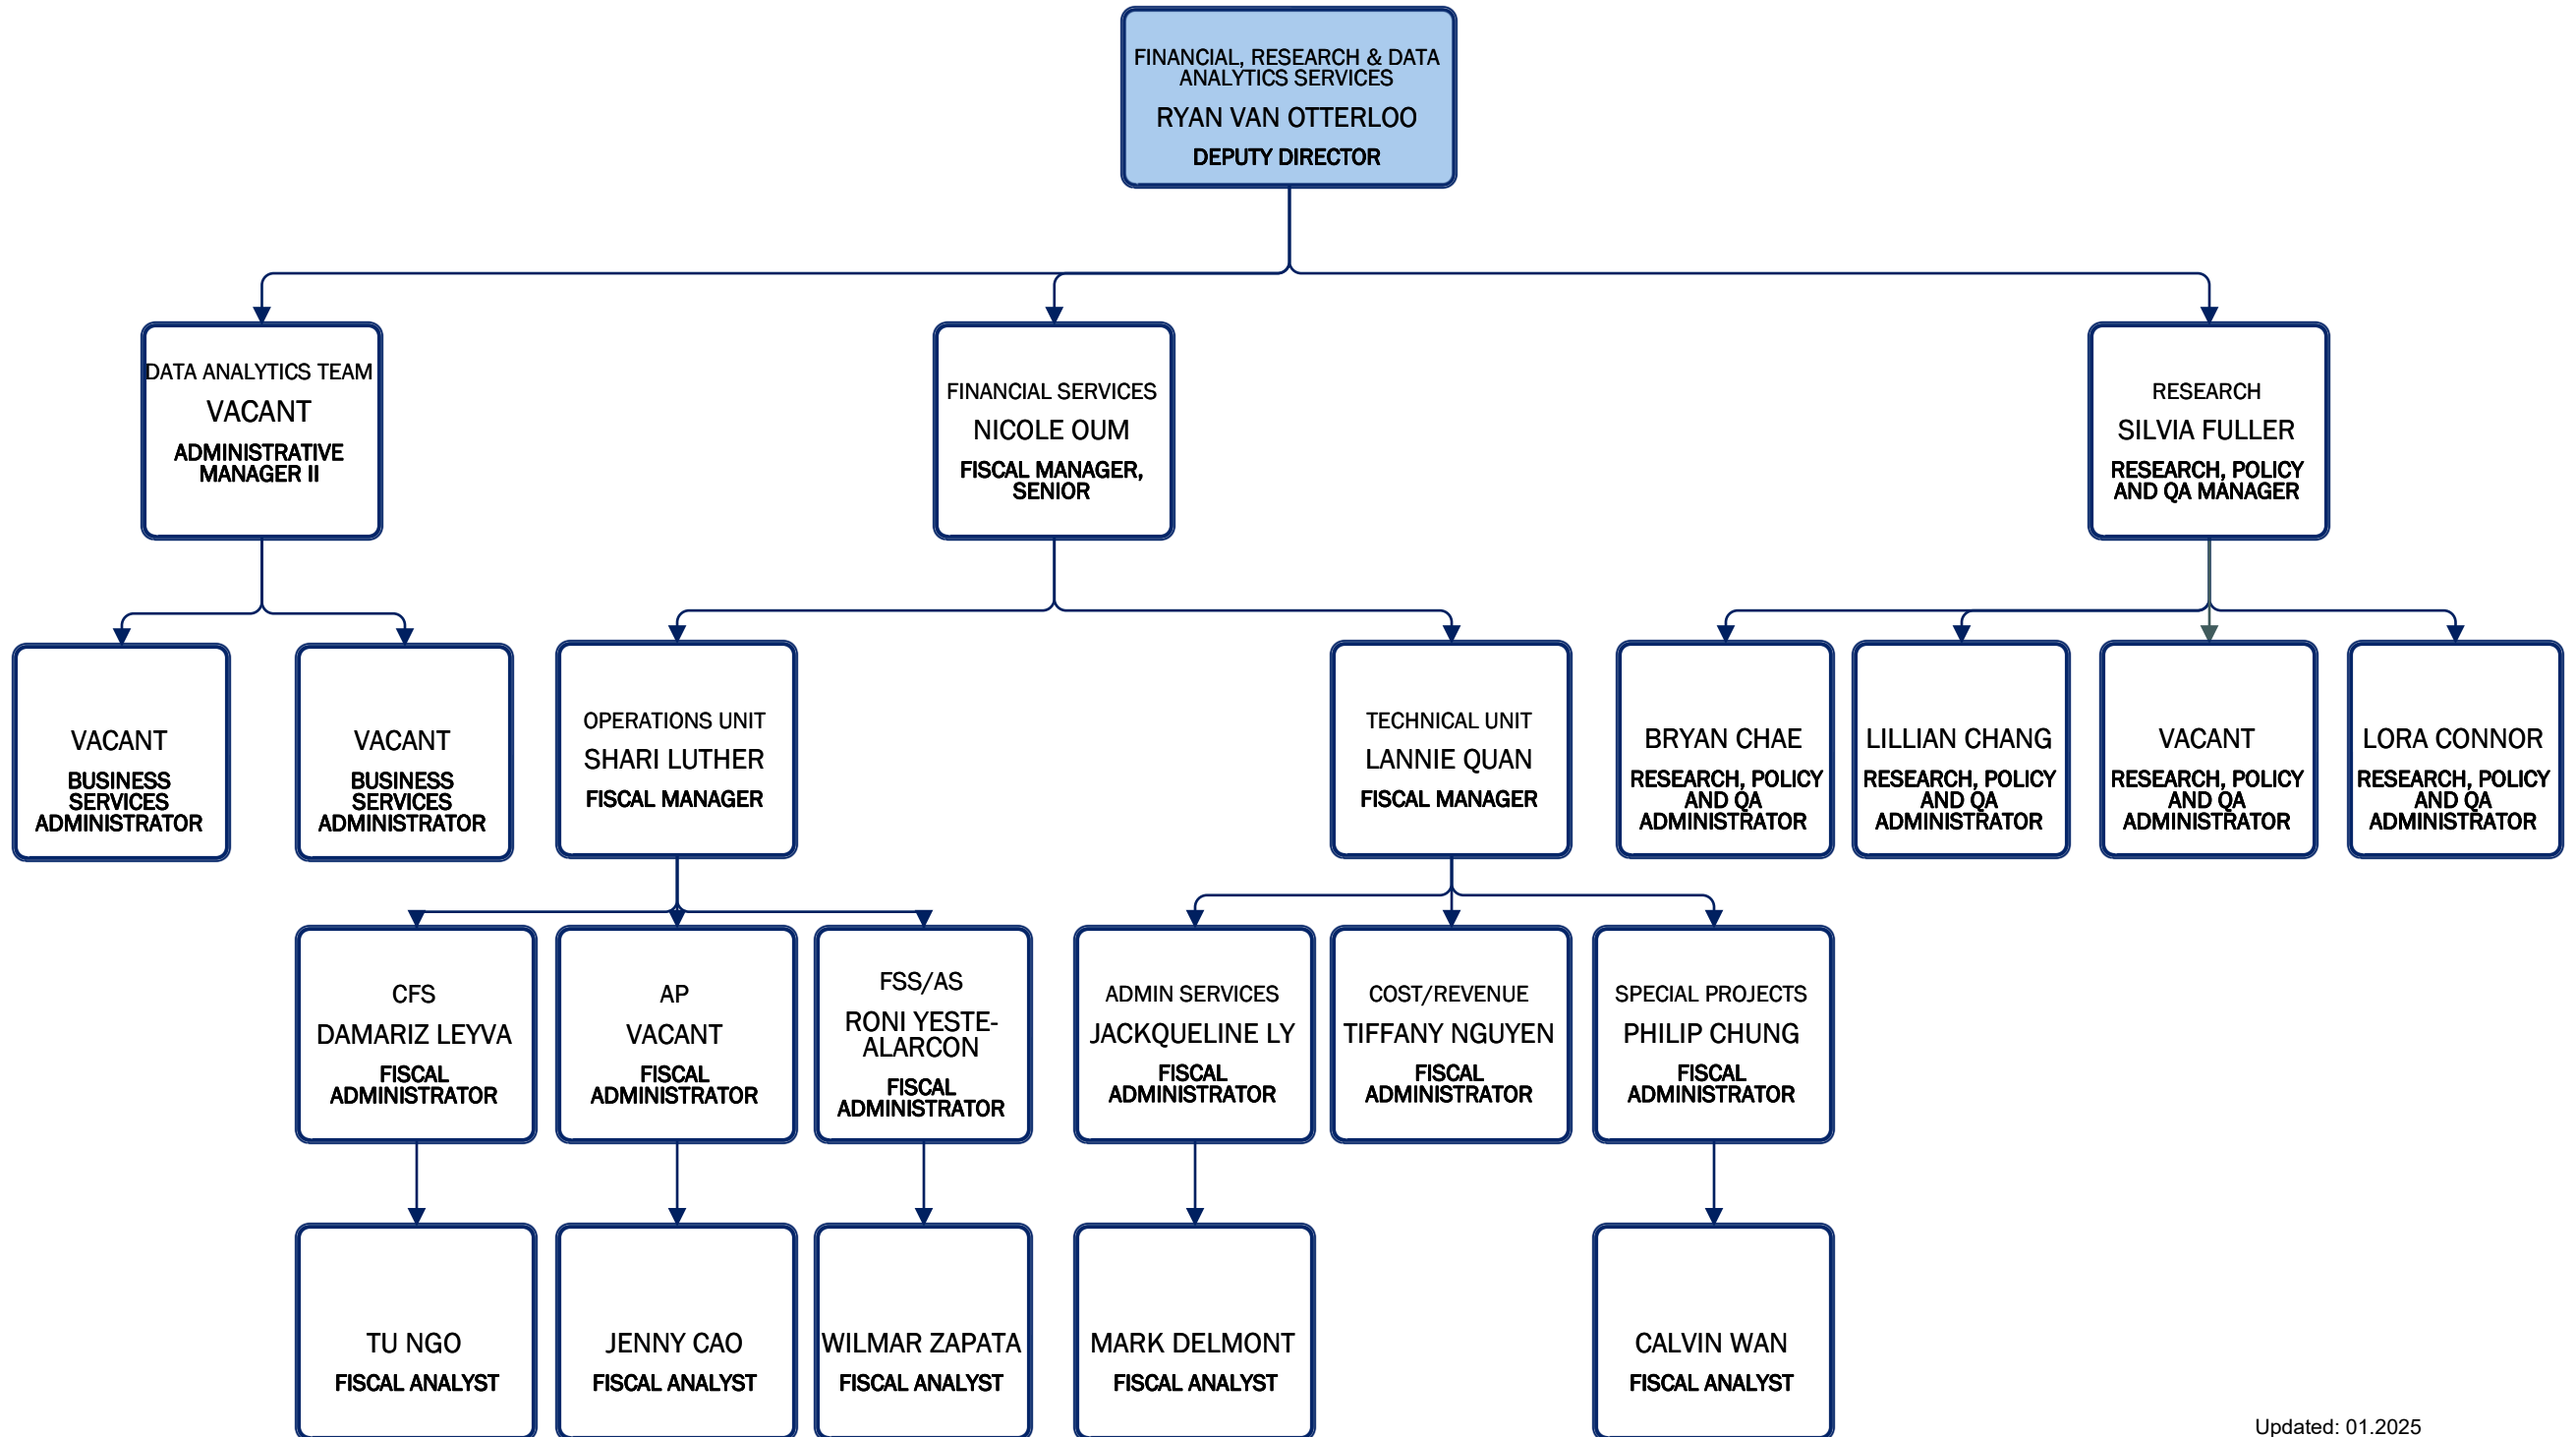 FINANCIAL, RESEARCH & DATA
ANALYTICS SERVICES
RYAN VAN OTTERLOO
DEPUTY DIRECTOR
DATA ANALYTICS TEAM
VACANT
ADMINISTRATIVE
MANAGER II
FINANCIAL SERVICES
NICOLE OUM
FISCAL MANAGER,
SENIOR
RESEARCH
SILVIA FULLER
RESEARCH, POLICY
AND QA MANAGER
VACANT
BUSINESS
SERVICES
ADMINISTRATOR
VACANT
BUSINESS
SERVICES
ADMINISTRATOR
OPERATIONS UNIT
SHARI LUTHER
FISCAL MANAGER
TECHNICAL UNIT
LANNIE QUAN
FISCAL MANAGER
BRYAN CHAE
RESEARCH, POLICY
AND QA
ADMINISTRATOR
LILLIAN CHANG
RESEARCH, POLICY
AND QA
ADMINISTRATOR
VACANT
RESEARCH, POLICY
AND QA
ADMINISTRATOR
LORA CONNOR
RESEARCH, POLICY
AND QA
ADMINISTRATOR
CFS
DAMARIZ LEYVA
FISCAL
ADMINISTRATOR
AP
VACANT
FISCAL
ADMINISTRATOR
FSS/AS
RONI YESTE-
ALARCON
FISCAL
ADMINISTRATOR
ADMIN SERVICES
JACKQUELINE LY
FISCAL
ADMINISTRATOR
COST/REVENUE
TIFFANY NGUYEN
FISCAL
ADMINISTRATOR
SPECIAL PROJECTS
PHILIP CHUNG
FISCAL
ADMINISTRATOR
TU NGO
FISCAL ANALYST
JENNY CAO
FISCAL ANALYST
WILMAR ZAPATA
FISCAL ANALYST
MARK DELMONT
FISCAL ANALYST
CALVIN WAN
FISCAL ANALYST
Updated: 01.2025